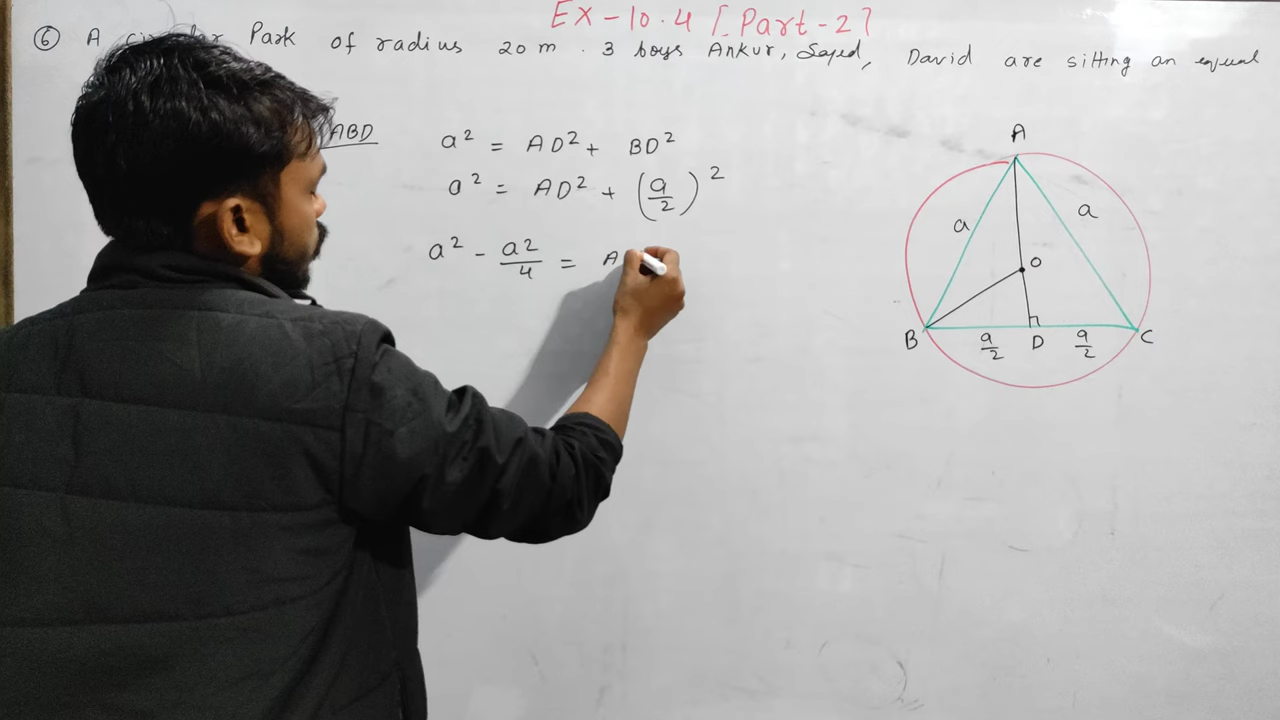 Ex-10.4 [Part-2]
⑥ A Park of radius 20 m. 3 boys Ankur, Sayed, David are sitting an equal
ABD
a² = AD² + BD²
a² = AD² + (a/2)²
a² - a²/4 = A
A
a a
O
B a/2 D a/2 C